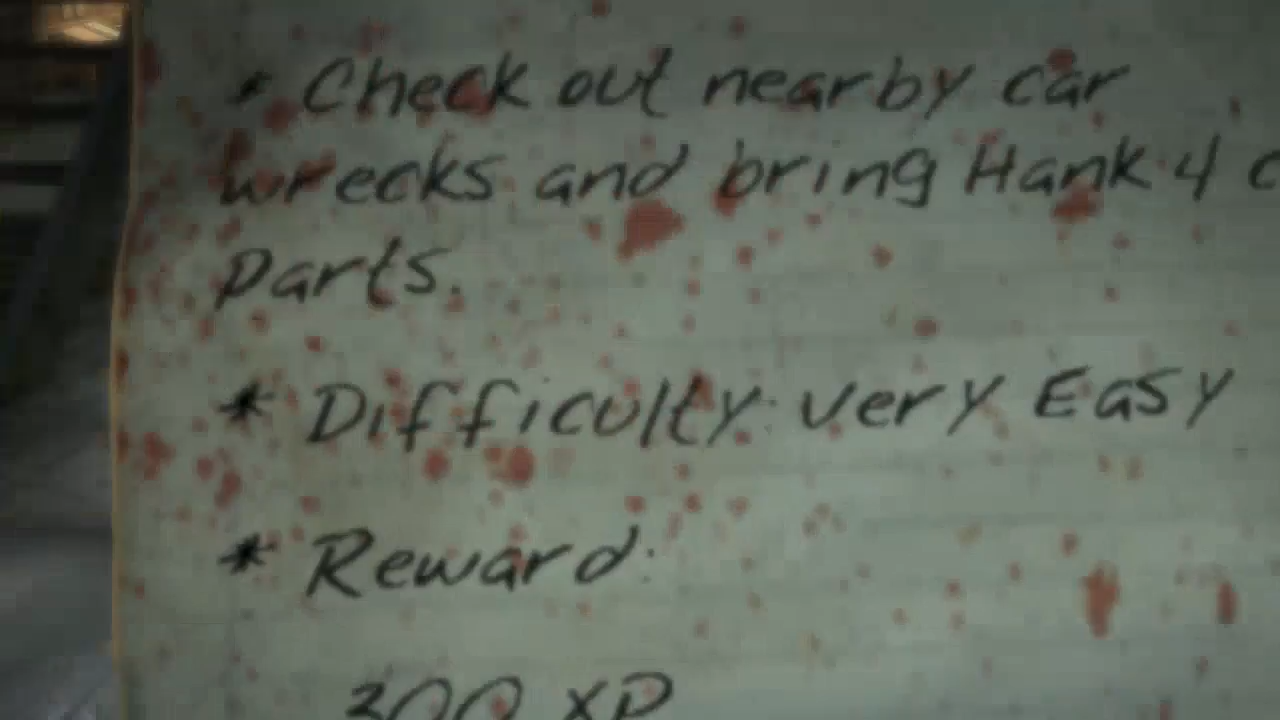 * Check out nearby car
wrecks and bring Hank 4 c
parts.
* Difficulty: very Easy
* Reward:
300 XP